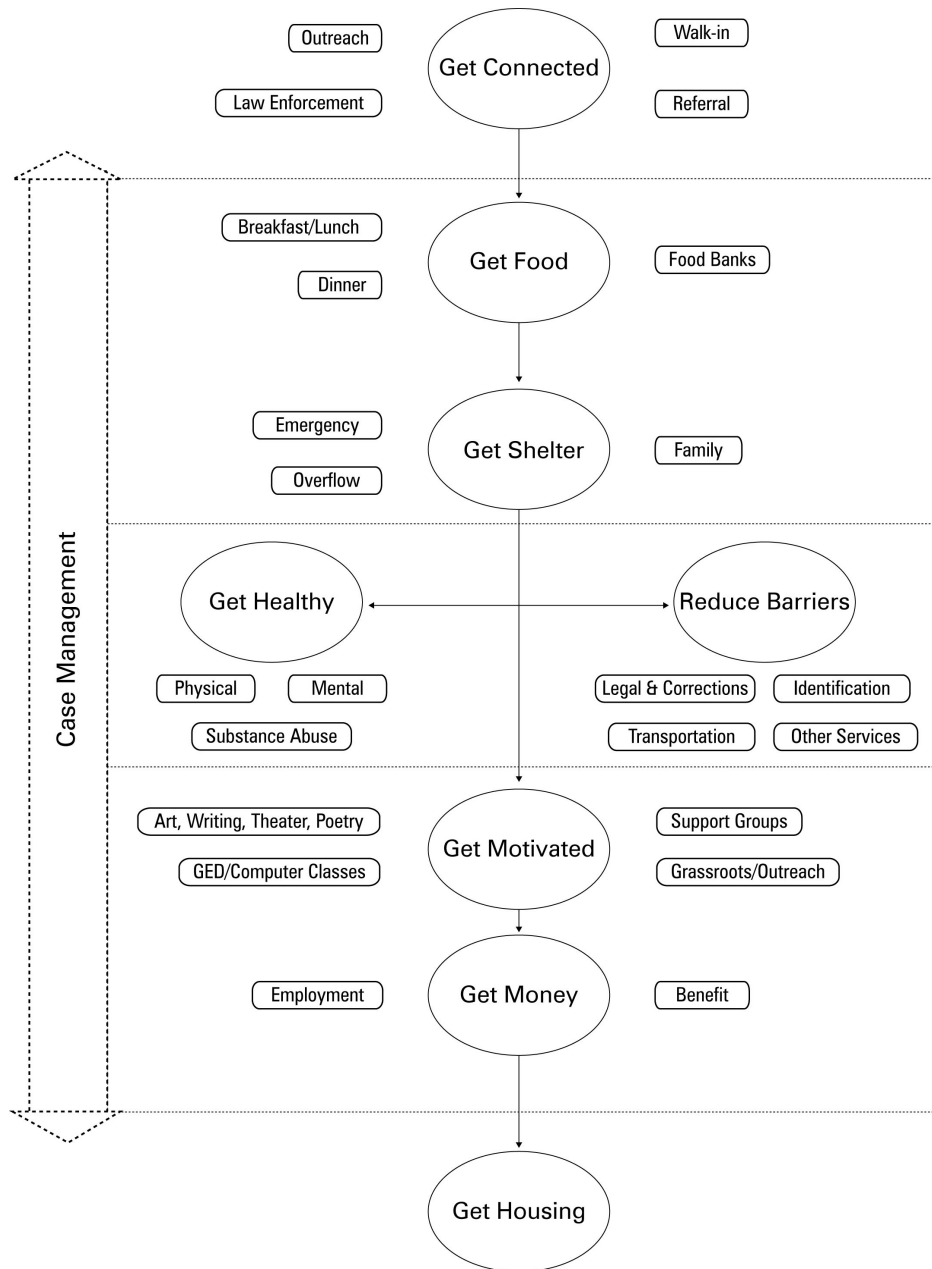 Outreach
Get Connected
Walk-in
Law Enforcement
Referral
Breakfast/Lunch
Get Food
Food Banks
Dinner
Emergency
Get Shelter
Family
Overflow
Case Management
Get Healthy
Reduce Barriers
Physical
Mental
Legal & Corrections
Identification
Substance Abuse
Transportation
Other Services
Art, Writing, Theater, Poetry
Get Motivated
Support Groups
GED/Computer Classes
Grassroots/Outreach
Employment
Get Money
Benefit
Get Housing